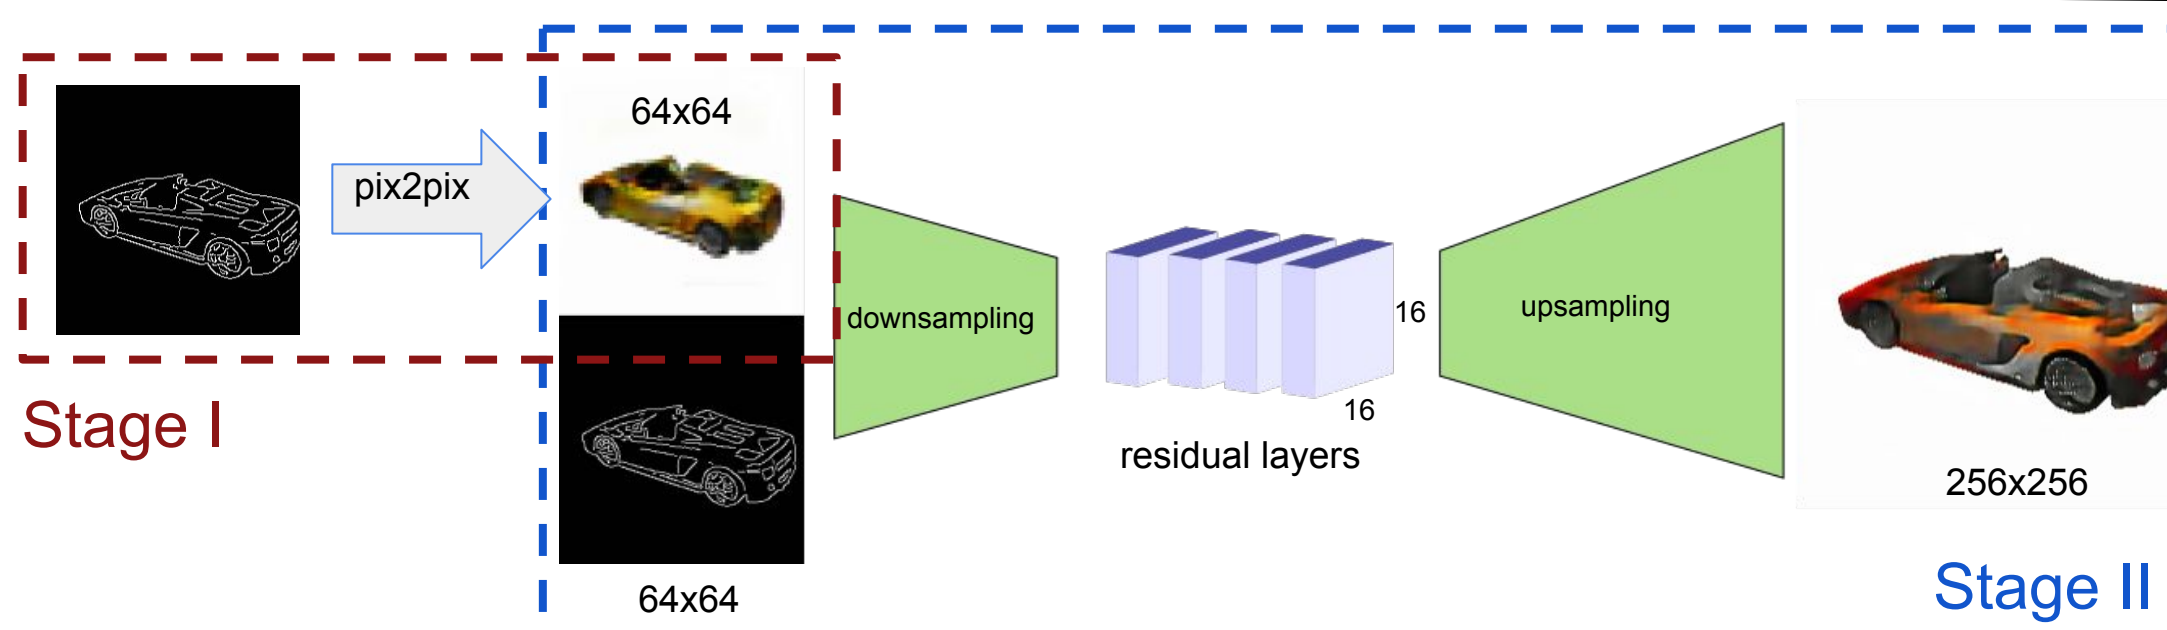 64x64
pix2pix
downsampling
16
upsampling
16
residual layers
Stage I
256x256
64x64
Stage II